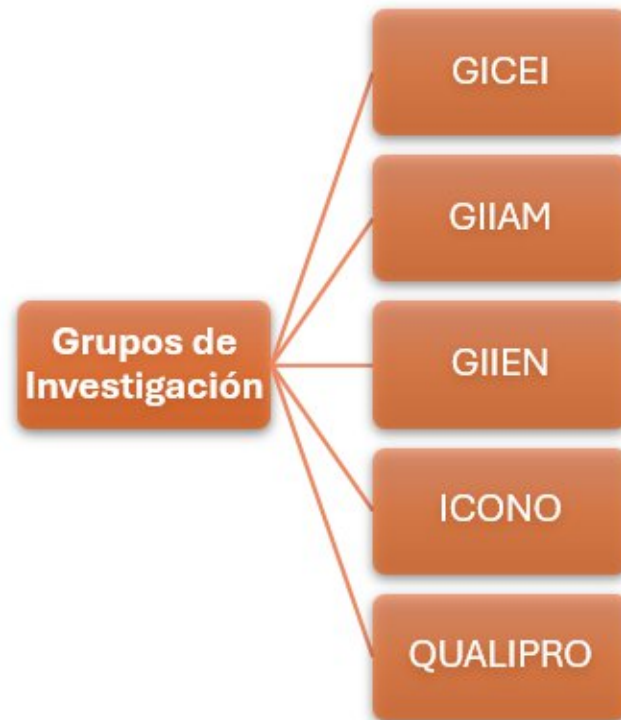 Grupos de
Investigación
GICEI
GIIAM
GIIEN
ICONO
QUALIPRO